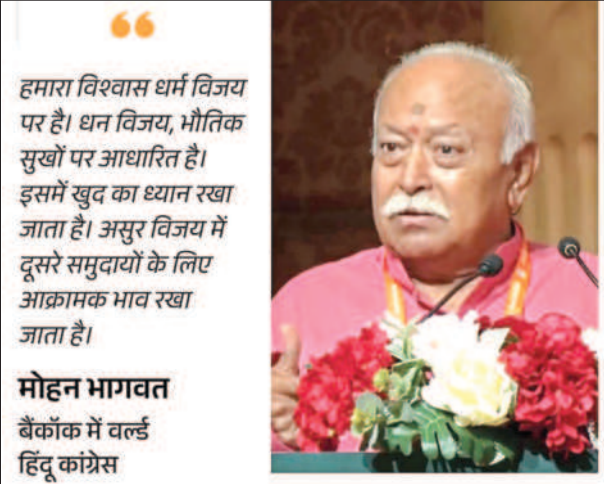 “
हमारा विश्वास धर्म विजय
पर है। धन विजय, भौतिक
सुखों पर आधारित है।
इसमें खुद का ध्यान रखा
जाता है। असुर विजय में
दूसरे समुदायों के लिए
आक्रामक भाव रखा
जाता है।
मोहन भागवत
बैंकॉक में वर्ल्ड
हिंदू कांग्रेस